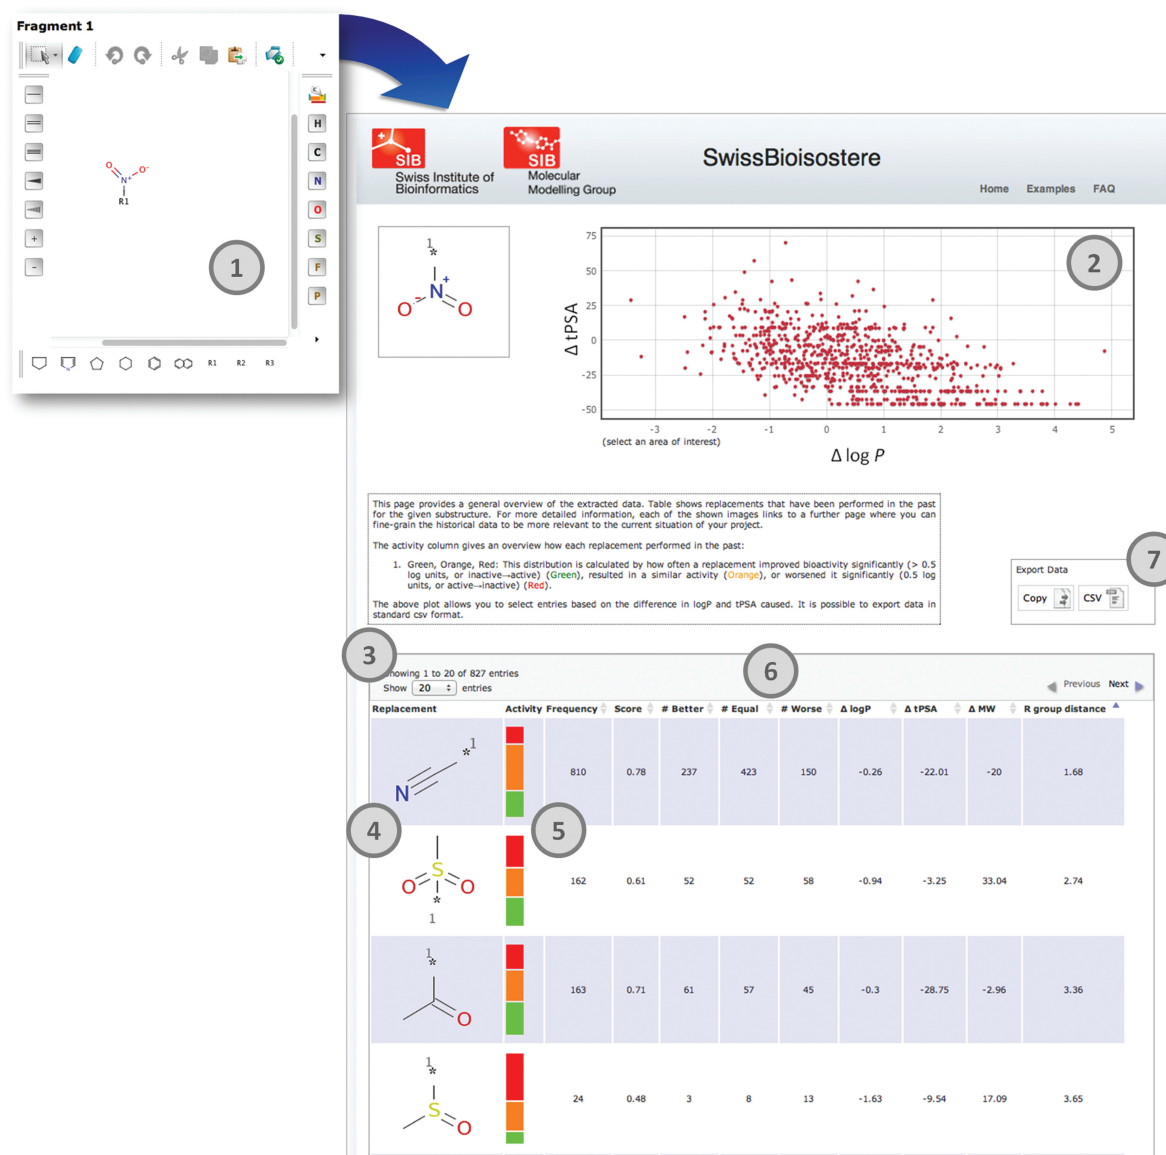 Fragment 1
H
C
N
O
S
F
P
O
O-
N+
R1
1
R1 R2 R3
SIB
Swiss Institute of
Bioinformatics
SIB
Molecular
Modelling Group
SwissBioisostere
Home Examples FAQ
1
*
N+
O-
O
2
Δ tPSA
75
50
25
0
-25
-50
-3 -2 -1 0 1 2 3 4 5
(select an area of interest)
Δ log P
This page provides a general overview of the extracted data. Table shows replacements that have been performed in the past
for the given substructure. For more detailed information, each of the shown images links to a further page where you can
fine-grain the historical data to be more relevant to the current situation of your project.
The activity column gives an overview how each replacement performed in the past:
1. Green, Orange, Red: This distribution is calculated by how often a replacement improved bioactivity significantly (> 0.5
log units, or inactive→active) (Green), resulted in a similar activity (Orange), or worsened it significantly (0.5 log
units, or active→inactive) (Red).
The above plot allows you to select entries based on the difference in logP and tPSA caused. It is possible to export data in
standard csv format.
7
Export Data
Copy CSV
3
howing 1 to 20 of 827 entries
Show 20 entries
6
Previous Next
Replacement Activity Frequency Score # Better # Equal # Worse Δ logP Δ tPSA Δ MW R group distance
1
*
N
810 0.78 237 423 150 -0.26 -22.01 -20 1.68
4
5
S
O O
*
1
162 0.61 52 52 58 -0.94 -3.25 33.04 2.74
1
*
O
163 0.71 61 57 45 -0.3 -28.75 -2.96 3.36
1
*
S
O
24 0.48 3 8 13 -1.63 -9.54 17.09 3.65